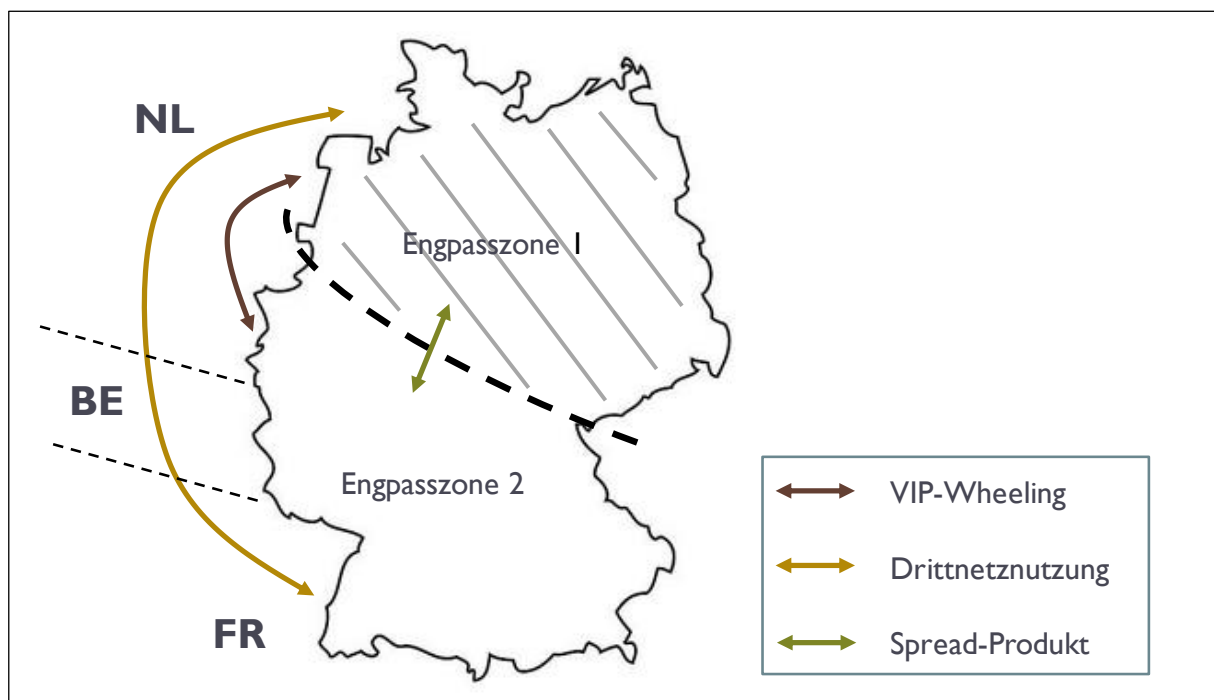 NL
Engpasszone 1
BE
Engpasszone 2
FR
VIP-Wheeling
Drittnetznutzung
Spread-Produkt